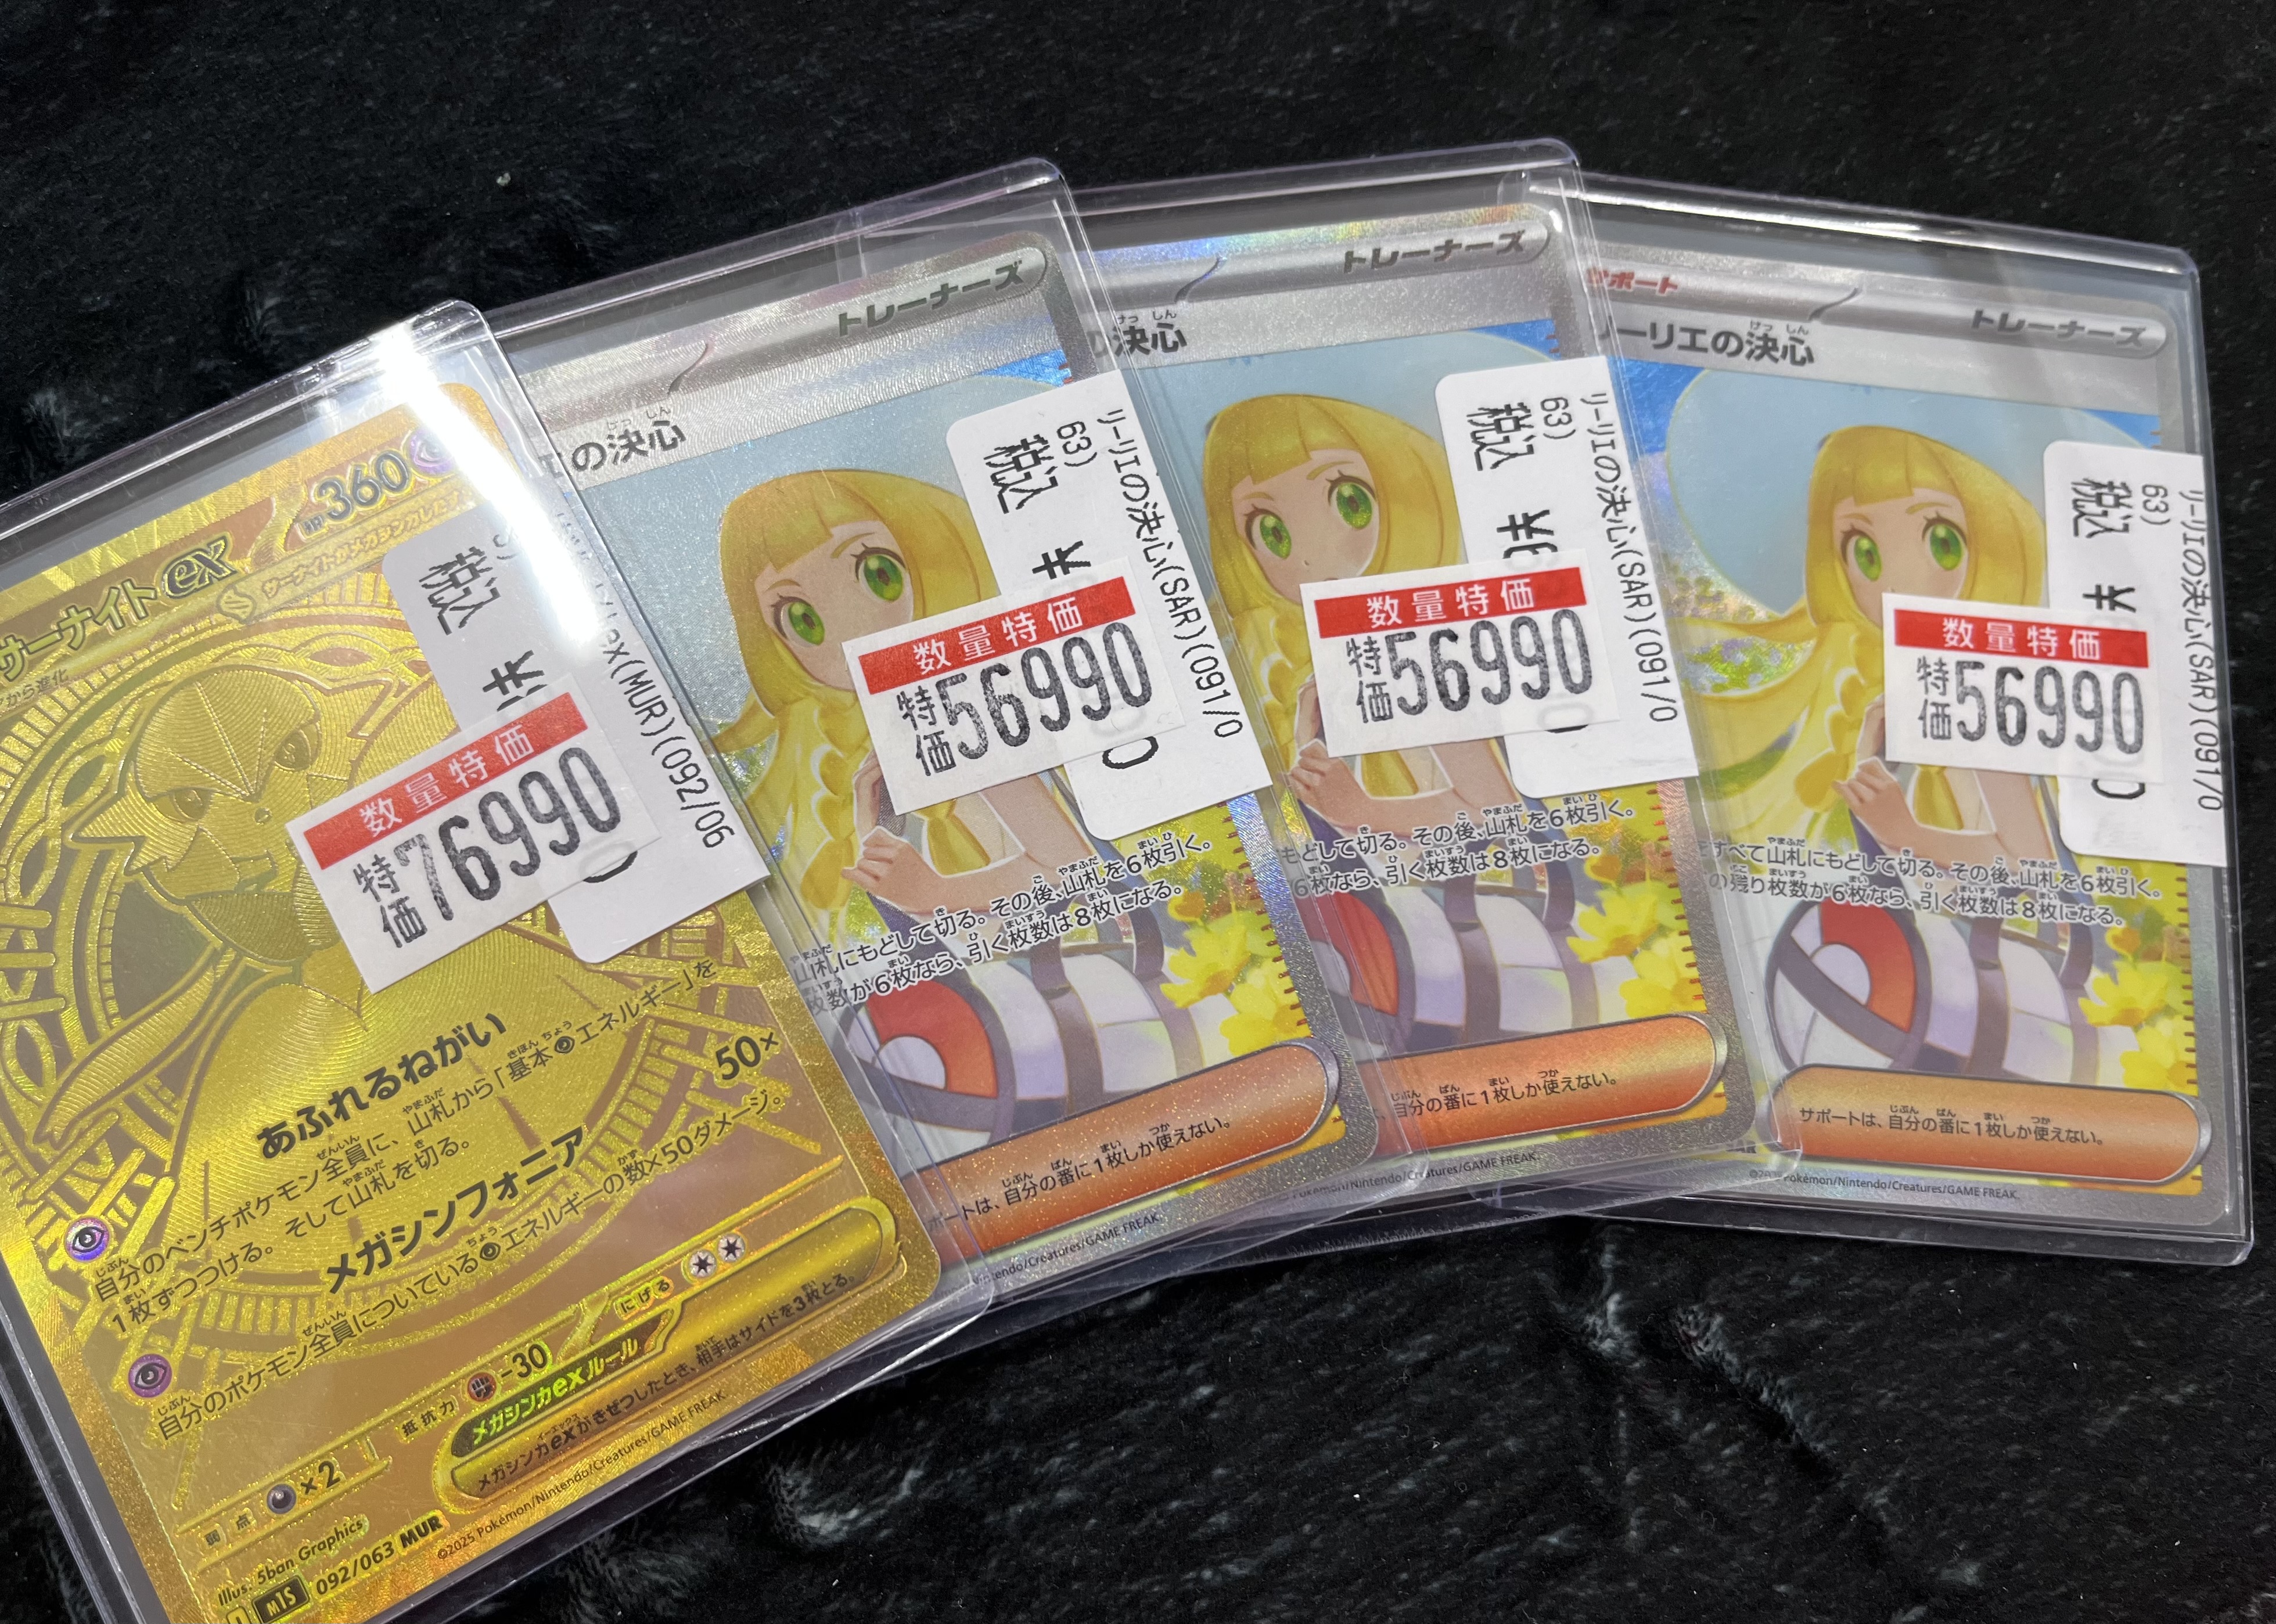 サーナイトex
HP360
から進化
税込
ex(MUR)(092/06
数量特価
特価76990
あふれるねがい
自分のベンチポケモン全員に、山札から「基本エネルギー」を
1枚ずつつける。そして山札を切る。
メガシンフォニア 50×
自分のポケモン全員についているエネルギーの数×50ダメージ。
弱点 ×2
抵抗力 -30
にげる
メガシンカexルール
メガシンカexがきぜつしたとき、相手はサイドを3枚とる。
Illus. 5ban Graphics
M1S 092/063 MUR
©2025 Pokémon/Nintendo/Creatures/GAME FREAK.
トレーナーズ
エの決心
リーリエの決心(SAR)(091/0
63)
税込
数量特価
特価56990
山札にもどして切る。その後、山札を6枚引く。
枚数が6枚なら、引く枚数は8枚になる。
ポートは、自分の番に1枚しか使えない。
Nintendo/Creatures/GAME FREAK.
トレーナーズ
の決心
リーリエの決心(SAR)(091/0
63)
税込
数量特価
特価56990
もどして切る。その後、山札を6枚引く。
6枚なら、引く枚数は8枚になる。
自分の番に1枚しか使えない。
Pokémon/Nintendo/Creatures/GAME FREAK.
サポート
トレーナーズ
リーリエの決心
リーリエの決心(SAR)(091/0
63)
税込
数量特価
特価56990
すべて山札にもどして切る。その後、山札を6枚引く。
の残り枚数が6枚なら、引く枚数は8枚になる。
サポートは、自分の番に1枚しか使えない。
Pokémon/Nintendo/Creatures/GAME FREAK.